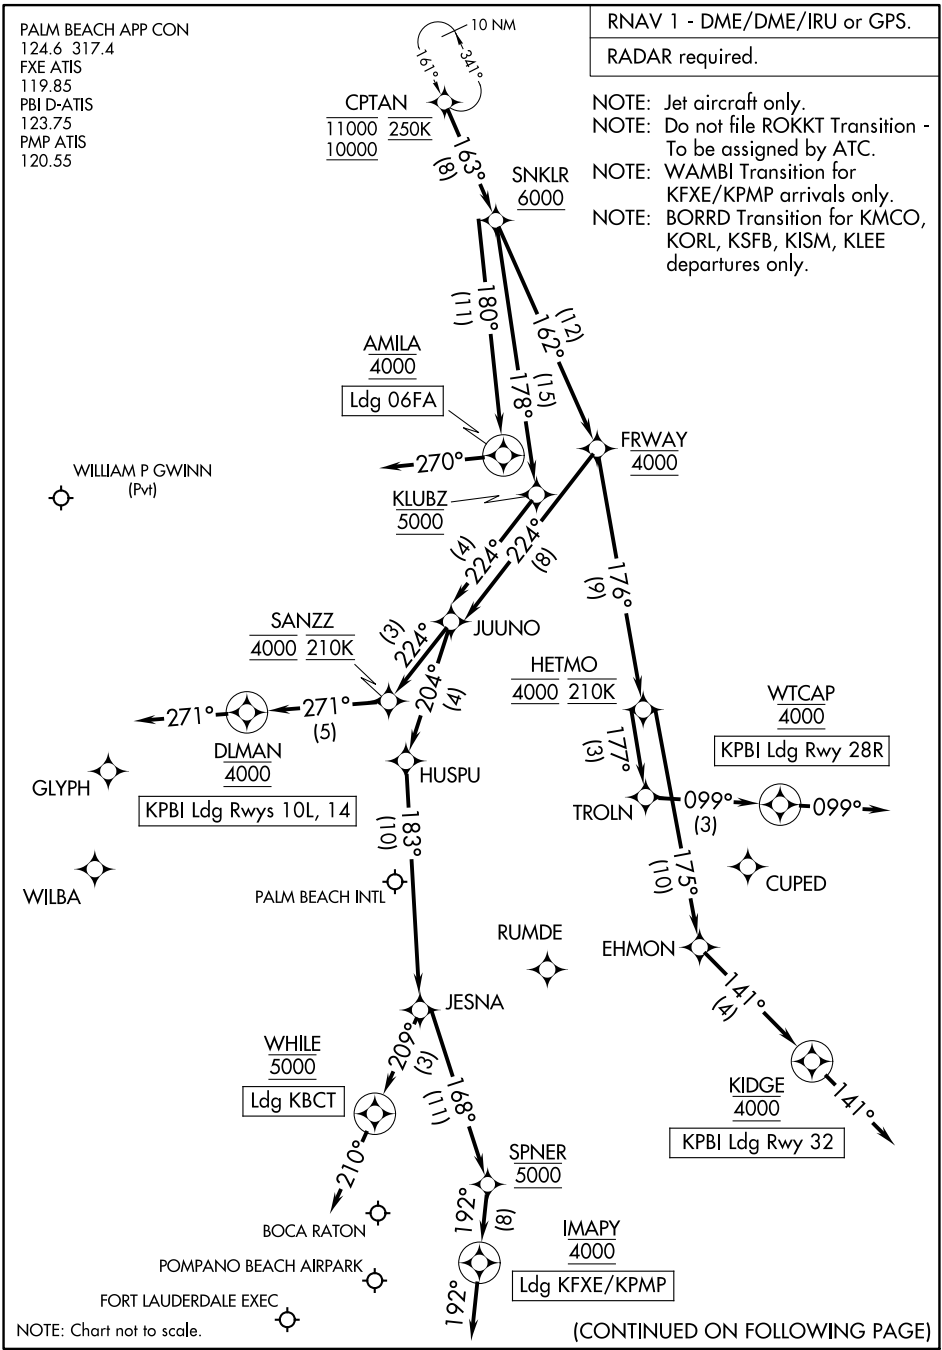 PALM BEACH APP CON
124.6 317.4
FXE ATIS
119.85
PBI D-ATIS
123.75
PMP ATIS
120.55
RNAV 1 - DME/DME/IRU or GPS.
RADAR required.
NOTE: Jet aircraft only.
NOTE: Do not file ROKKT Transition -
To be assigned by ATC.
NOTE: WAMBI Transition for
KFXE/KPMP arrivals only.
NOTE: BORRD Transition for KMCO,
KORL, KSFB, KISM, KLEE
departures only.
10 NM
161°
341°
CPTAN
11000 250K
10000
163°
(8)
SNKLR
6000
180°
(11)
178°
(15)
162°
(12)
AMILA
4000
Ldg 06FA
270°
FRWAY
4000
WILLIAM P GWINN
(Pvt)
KLUBZ
5000
224°
(4)
224°
(8)
176°
(9)
JUUNO
SANZZ
4000 210K
224°
(3)
204°
(4)
HETMO
4000 210K
WTCAP
4000
KPBI Ldg Rwy 28R
271°
271°
(5)
DLMAN
4000
KPBI Ldg Rwys 10L, 14
GLYPH
HUSPU
177°
(3)
TROLN
099°
(3)
099°
183°
(10)
175°
(10)
WILBA
PALM BEACH INTL
CUPED
RUMDE
EHMON
141°
(4)
JESNA
209°
(3)
WHILE
5000
Ldg KBCT
168°
(11)
KIDGE
4000
KPBI Ldg Rwy 32
141°
210°
SPNER
5000
192°
(8)
BOCA RATON
IMAPY
4000
Ldg KFXE/KPMP
POMPANO BEACH AIRPARK
192°
FORT LAUDERDALE EXEC
NOTE: Chart not to scale.
(CONTINUED ON FOLLOWING PAGE)